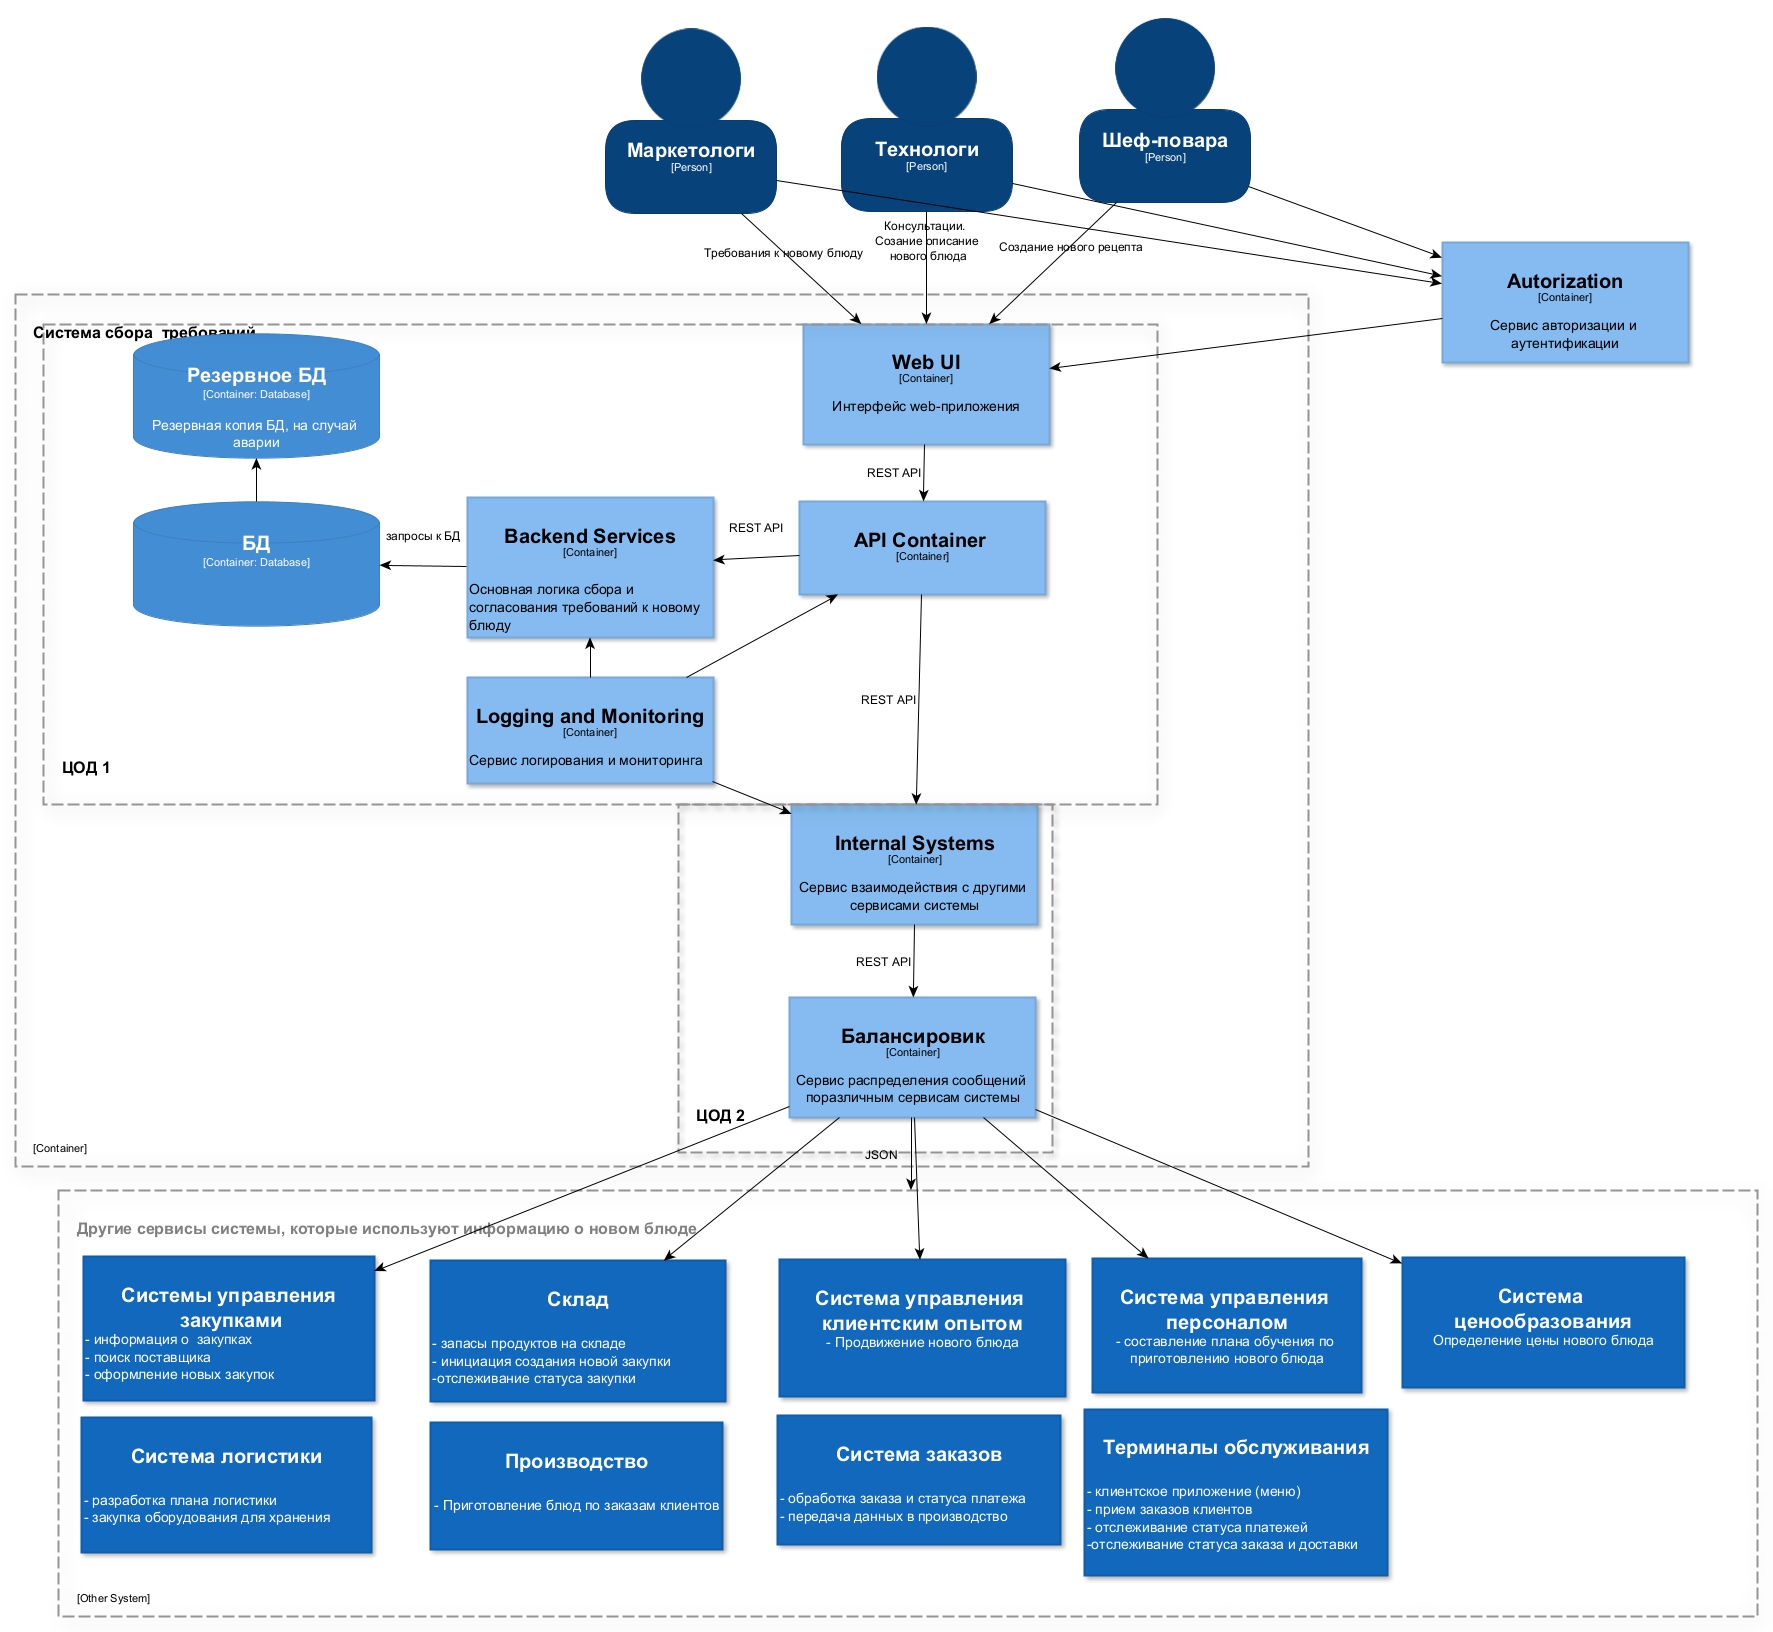 Маркетологи
[Person]
Технологи
[Person]
Шеф-повара
[Person]
Требования к новому блюду
Консультации.
Созание описание
нового блюда
Создание нового рецепта
Autorization
[Container]
Сервис авторизации и
аутентификации
Система сбора  требований
Резервное БД
[Container: Database]
Резервная копия БД, на случай
аварии
Web UI
[Container]
Интерфейс web-приложения
REST API
БД
[Container: Database]
запросы к БД
Backend Services
[Container]
Основная логика сбора и
согласования требований к новому
блюду
REST API
API Container
[Container]
Logging and Monitoring
[Container]
Сервис логирования и мониторинга
REST API
ЦОД 1
Internal Systems
[Container]
Сервис взаимодействия с другими
сервисами системы
REST API
Балансировик
[Container]
Сервис распределения сообщений
поразличным сервисам системы
ЦОД 2
[Container]
JSON
Другие сервисы системы, которые используют информацию о новом блюде
Системы управления
закупками
- информация о  закупках
- поиск поставщика
- оформление новых закупок
Склад
- запасы продуктов на складе
- инициация создания новой закупки
-отслеживание статуса закупки
Система управления
клиентским опытом
- Продвижение нового блюда
Система управления
персоналом
- составление плана обучения по
приготовлению нового блюда
Система
ценообразования
Определение цены нового блюда
Система логистики
- разработка плана логистики
- закупка оборудования для хранения
Производство
- Приготовление блюд по заказам клиентов
Система заказов
- обработка заказа и статуса платежа
- передача данных в производство
Терминалы обслуживания
- клиентское приложение (меню)
- прием заказов клиентов
- отслеживание статуса платежей
-отслеживание статуса заказа и доставки
[Other System]